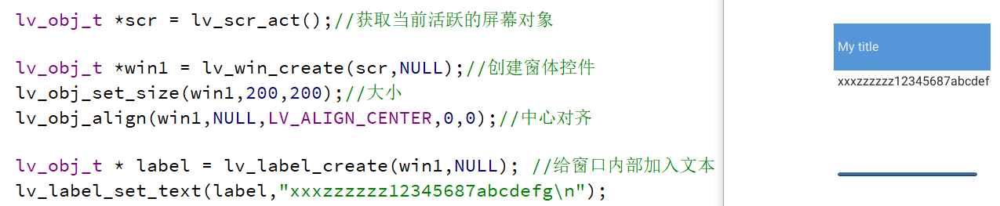 lv_obj_t *scr = lv_scr_act();//获取当前活跃的屏幕对象
lv_obj_t *win1 = lv_win_create(scr,NULL);//创建窗体控件
lv_obj_set_size(win1,200,200);//大小
lv_obj_align(win1,NULL,LV_ALIGN_CENTER,0,0);//中心对齐
lv_obj_t * label = lv_label_create(win1,NULL); //给窗口内部加入文本
lv_label_set_text(label,"xxxzzzzzz12345687abcdefg\n");
My title
xxxzzzzzz12345687abcdef